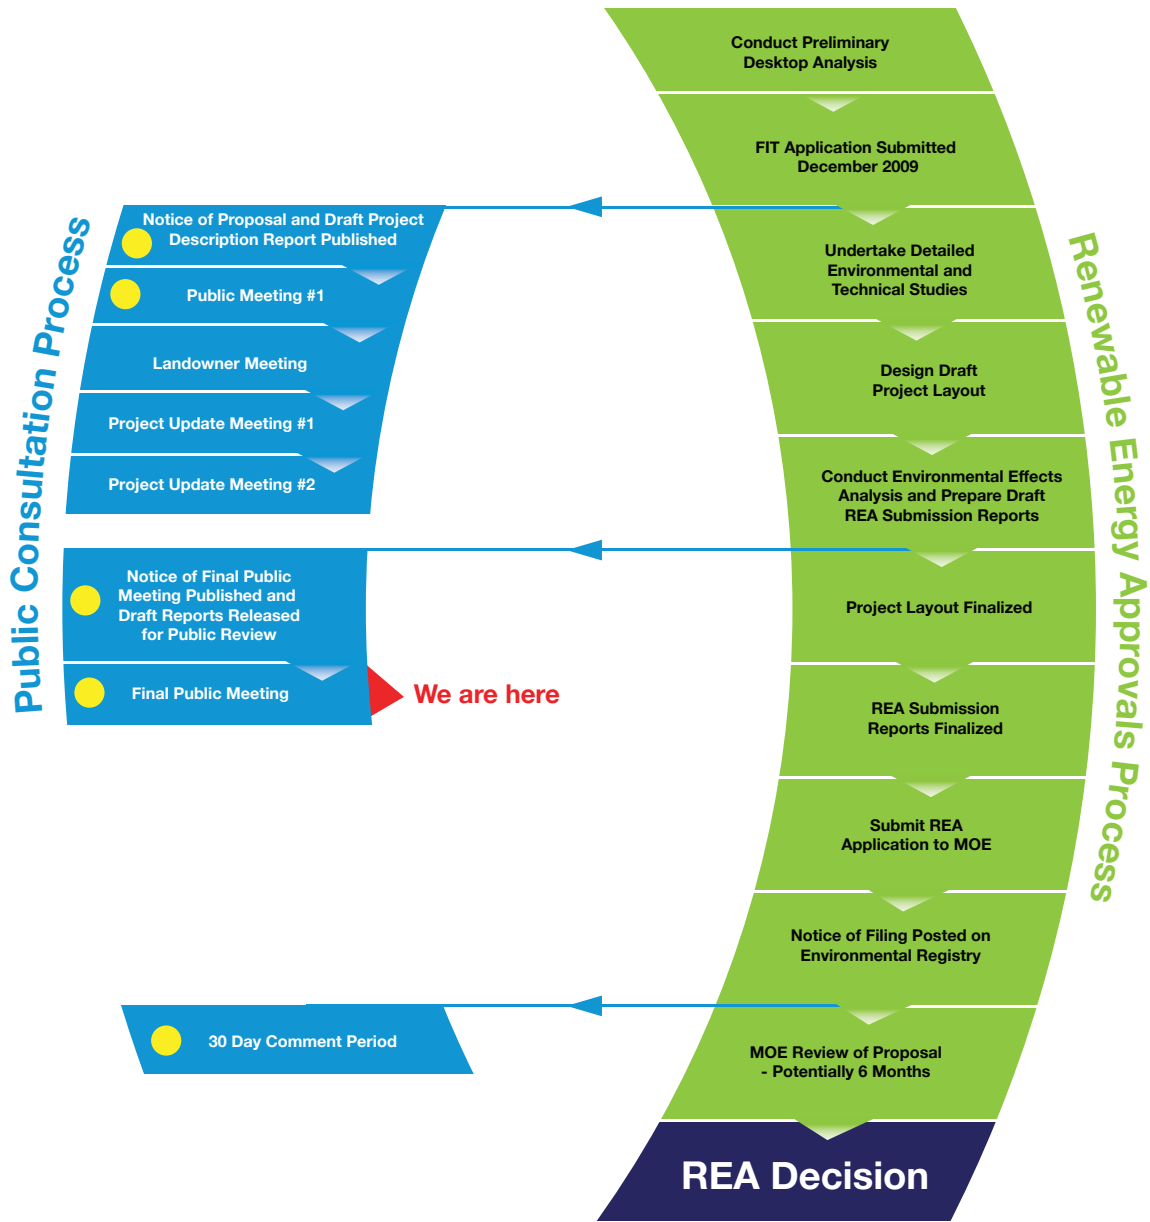 Public Consultation Process
Notice of Proposal and Draft Project
Description Report Published
Public Meeting #1
Landowner Meeting
Project Update Meeting #1
Project Update Meeting #2
Notice of Final Public
Meeting Published and
Draft Reports Released
for Public Review
Final Public Meeting
We are here
30 Day Comment Period
Conduct Preliminary
Desktop Analysis
FIT Application Submitted
December 2009
Undertake Detailed
Environmental and
Technical Studies
Design Draft
Project Layout
Conduct Environmental Effects
Analysis and Prepare Draft
REA Submission Reports
Project Layout Finalized
REA Submission
Reports Finalized
Submit REA
Application to MOE
Notice of Filing Posted on
Environmental Registry
MOE Review of Proposal
- Potentially 6 Months
REA Decision
Renewable Energy Approvals Process